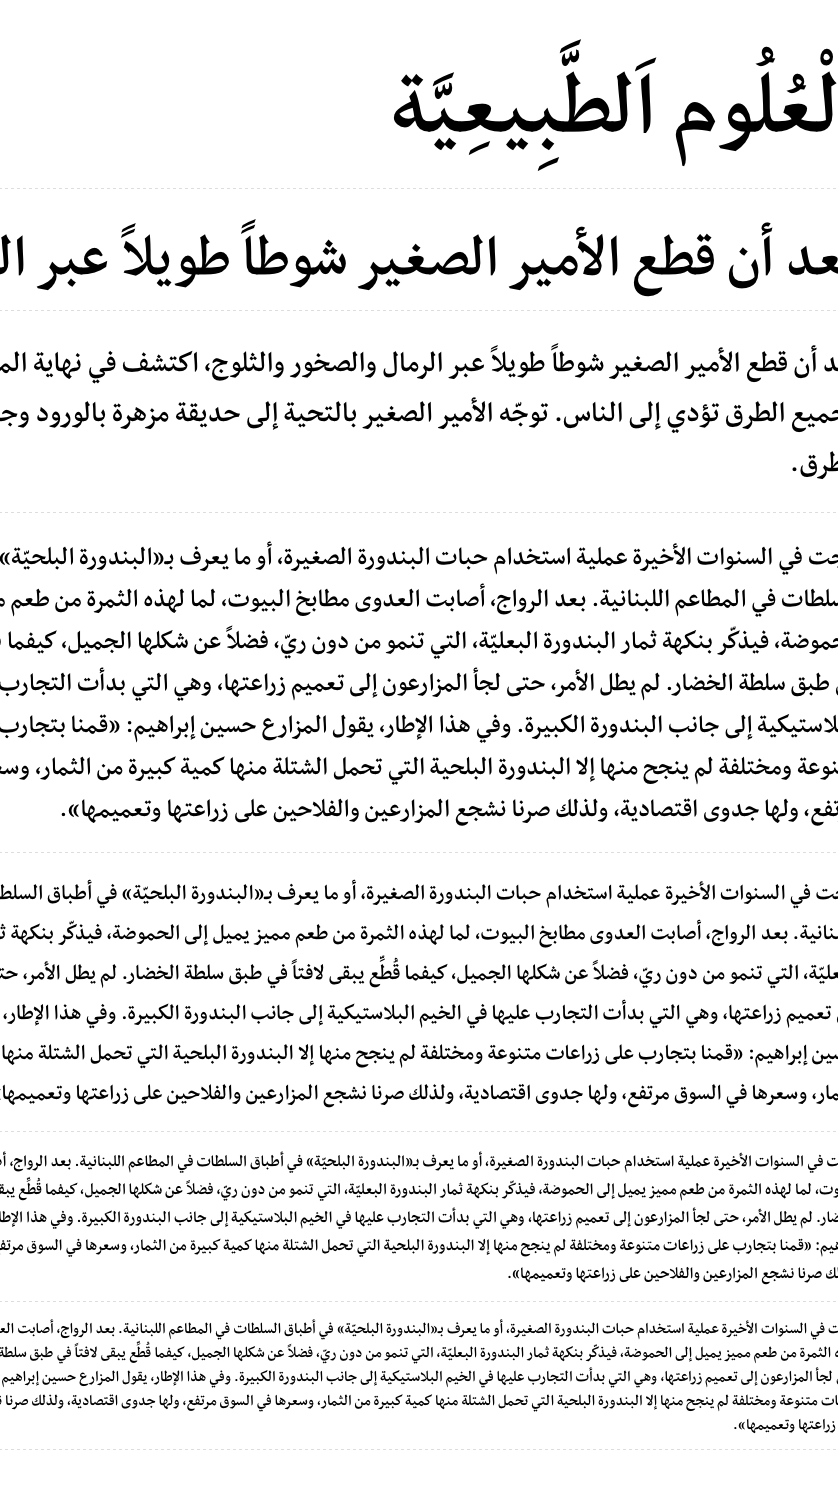 لْعُلُوم اَلطَّبِيعِيَّة
عد أن قطع الأمير الصغير شوطاً طويلاً عبر
أن قطع الأمير الصغير شوطاً طويلاً عبر الرمال والصخور والثلوج، اكتشف في نهاية
جميع الطرق تؤدي إلى الناس. توجّه الأمير الصغير بالتحية إلى حديقة مزهرة بالورود
طرق.
في السنوات الأخيرة عملية استخدام حبات البندورة الصغيرة، أو ما يعرف بـ«البندورة البلحيّة»
سلطات في المطاعم اللبنانية. بعد الرواج، أصابت العدوى مطابخ البيوت، لما لهذه الثمرة من طعم
حموضة، فيذكّر بنكهة ثمار البندورة البعليّة، التي تنمو من دون ريّ، فضلاً عن شكلها الجميل، كيفما
طبق سلطة الخضار. لم يطل الأمر، حتى لجأ المزارعون إلى تعميم زراعتها، وهي التي بدأت التجارب
لاستيكية إلى جانب البندورة الكبيرة. وفي هذا الإطار، يقول المزارع حسين إبراهيم: «قمنا بتجارب
نوعة ومختلفة لم ينجح منها إلا البندورة البلحية التي تحمل الشتلة منها كمية كبيرة من الثمار،
تفع، ولها جدوى اقتصادية، ولذلك صرنا نشجع المزارعين والفلاحين على زراعتها وتعميمها».
في السنوات الأخيرة عملية استخدام حبات البندورة الصغيرة، أو ما يعرف بـ«البندورة البلحيّة» في أطباق السلط
نانية. بعد الرواج، أصابت العدوى مطابخ البيوت، لما لهذه الثمرة من طعم مميز يميل إلى الحموضة، فيذكّر بنكهة
عليّة، التي تنمو من دون ريّ، فضلاً عن شكلها الجميل، كيفما قُطِّع يبقى لافتاً في طبق سلطة الخضار. لم يطل الأمر،
تعميم زراعتها، وهي التي بدأت التجارب عليها في الخيم البلاستيكية إلى جانب البندورة الكبيرة. وفي هذا الإطار،
سين إبراهيم: «قمنا بتجارب على زراعات متنوعة ومختلفة لم ينجح منها إلا البندورة البلحية التي تحمل الشتلة منها
مار، وسعرها في السوق مرتفع، ولها جدوى اقتصادية، ولذلك صرنا نشجع المزارعين والفلاحين على زراعتها وتعميمها
في السنوات الأخيرة عملية استخدام حبات البندورة الصغيرة، أو ما يعرف بـ«البندورة البلحيّة» في أطباق السلطات في المطاعم اللبنانية. بعد الرواج،
وت، لما لهذه الثمرة من طعم مميز يميل إلى الحموضة، فيذكّر بنكهة ثمار البندورة البعليّة، التي تنمو من دون ريّ، فضلاً عن شكلها الجميل، كيفما قُطِّع
ضار. لم يطل الأمر، حتى لجأ المزارعون إلى تعميم زراعتها، وهي التي بدأت التجارب عليها في الخيم البلاستيكية إلى جانب البندورة الكبيرة. وفي هذا
هيم: «قمنا بتجارب على زراعات متنوعة ومختلفة لم ينجح منها إلا البندورة البلحية التي تحمل الشتلة منها كمية كبيرة من الثمار، وسعرها في السوق
لك صرنا نشجع المزارعين والفلاحين على زراعتها وتعميمها».
في السنوات الأخيرة عملية استخدام حبات البندورة الصغيرة، أو ما يعرف بـ«البندورة البلحيّة» في أطباق السلطات في المطاعم اللبنانية. بعد الرواج، أصابت
الثمرة من طعم مميز يميل إلى الحموضة، فيذكّر بنكهة ثمار البندورة البعليّة، التي تنمو من دون ريّ، فضلاً عن شكلها الجميل، كيفما قُطِّع يبقى لافتاً في طبق سلطة
لجأ المزارعون إلى تعميم زراعتها، وهي التي بدأت التجارب عليها في الخيم البلاستيكية إلى جانب البندورة الكبيرة. وفي هذا الإطار، يقول المزارع حسين إبراهيم
ات متنوعة ومختلفة لم ينجح منها إلا البندورة البلحية التي تحمل الشتلة منها كمية كبيرة من الثمار، وسعرها في السوق مرتفع، ولها جدوى اقتصادية، ولذلك صرنا
زراعتها وتعميمها».